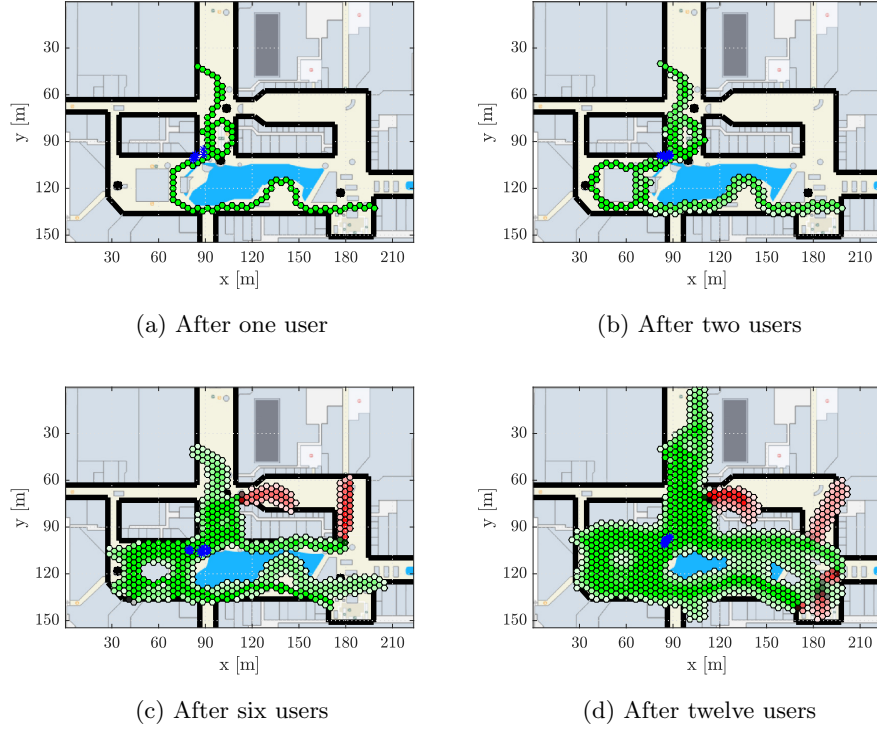 30
60
90
120
150
y [m]
30 60 90 120 150 180 210
x [m]
(a) After one user
30
60
90
120
150
y [m]
30 60 90 120 150 180 210
x [m]
(b) After two users
30
60
90
120
150
y [m]
30 60 90 120 150 180 210
x [m]
(c) After six users
30
60
90
120
150
y [m]
30 60 90 120 150 180 210
x [m]
(d) After twelve users